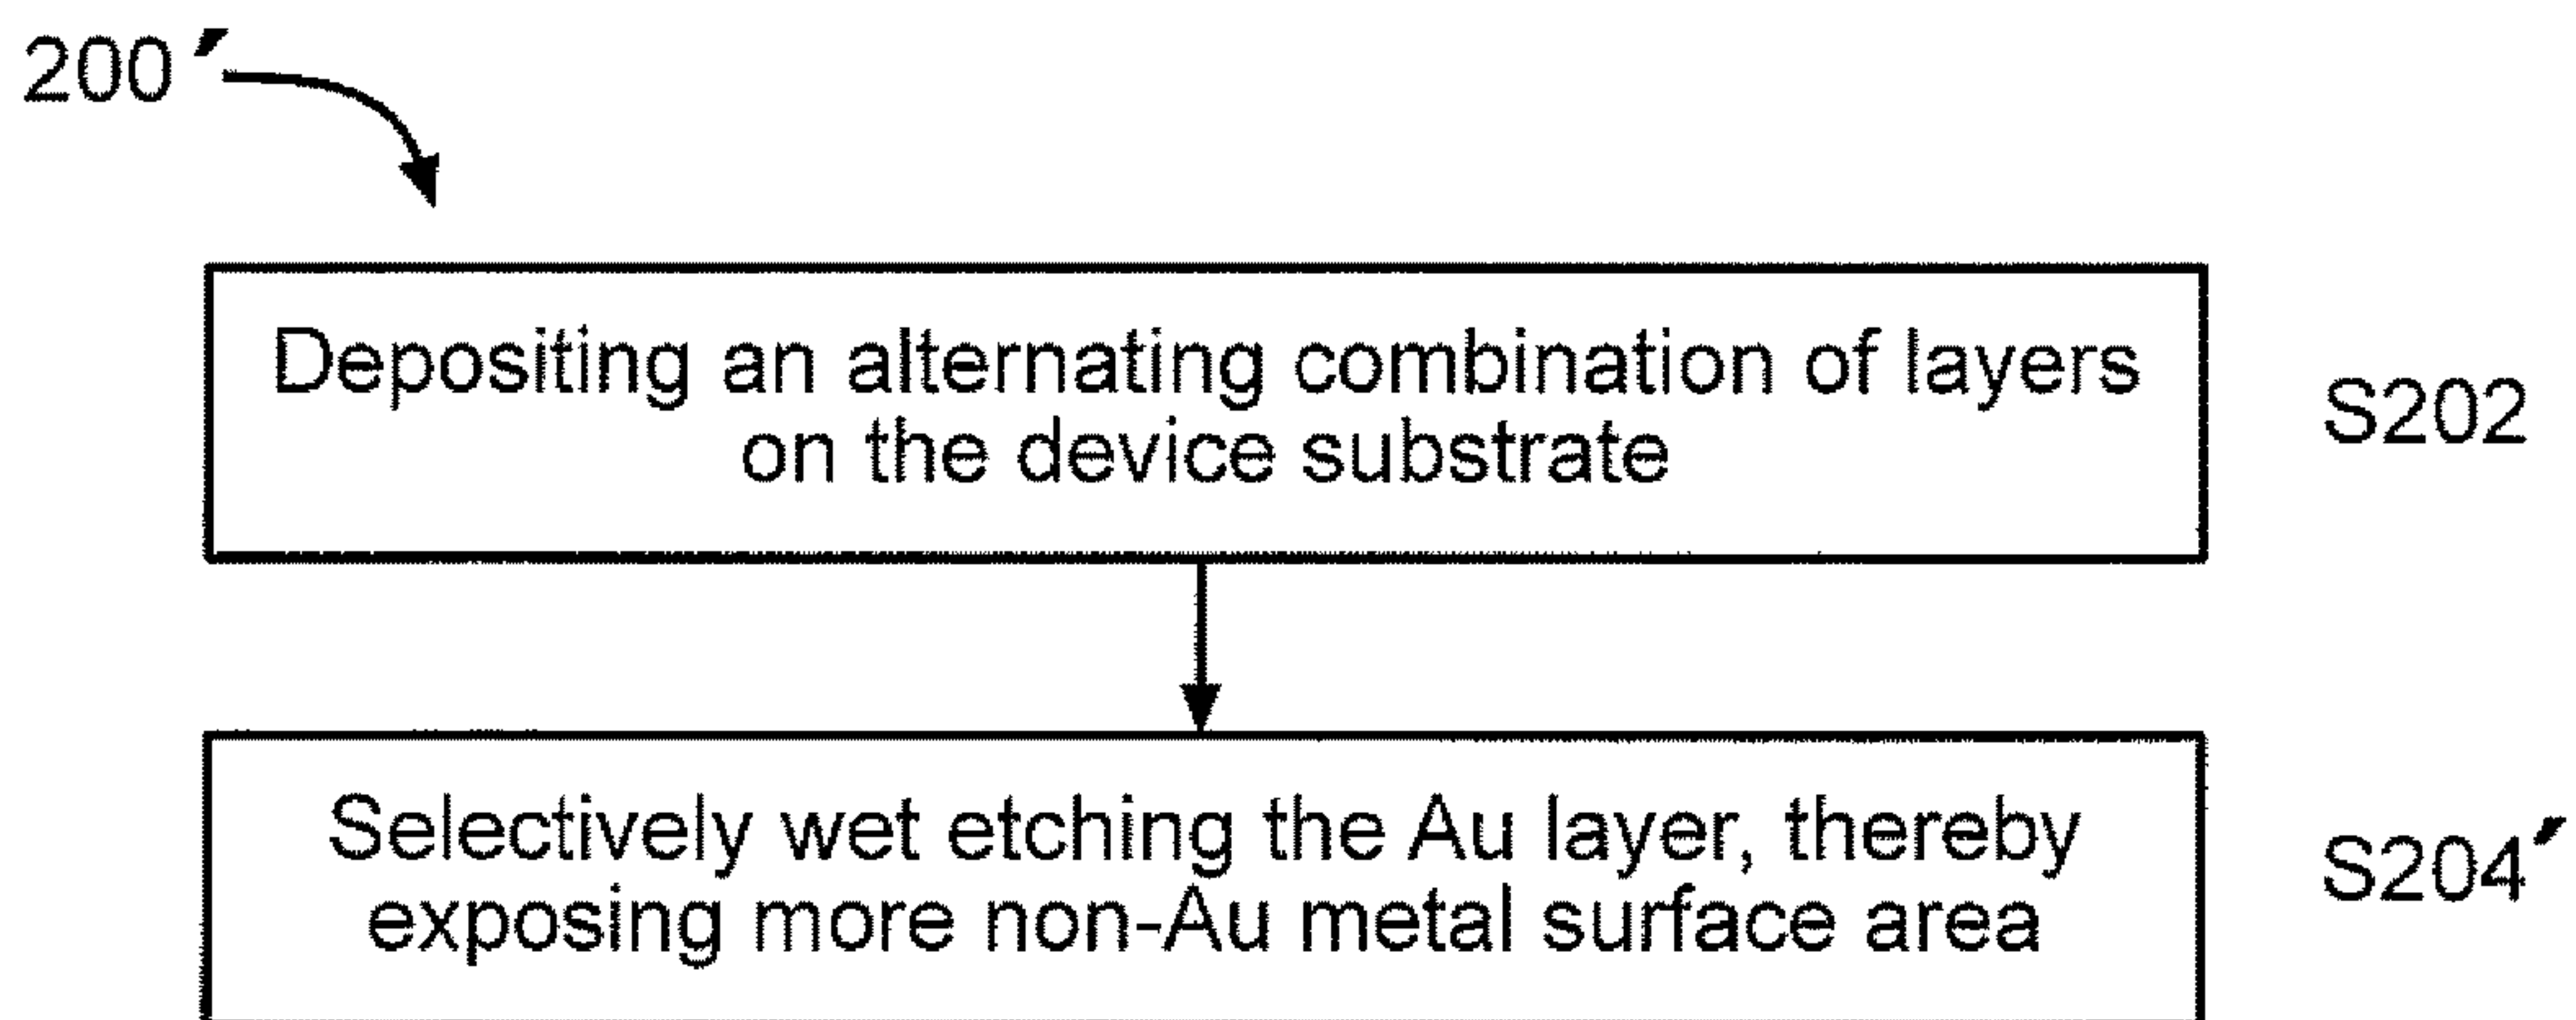 200′
Depositing an alternating combination of layers
on the device substrate
S202
Selectively wet etching the Au layer, thereby
exposing more non-Au metal surface area
S204′